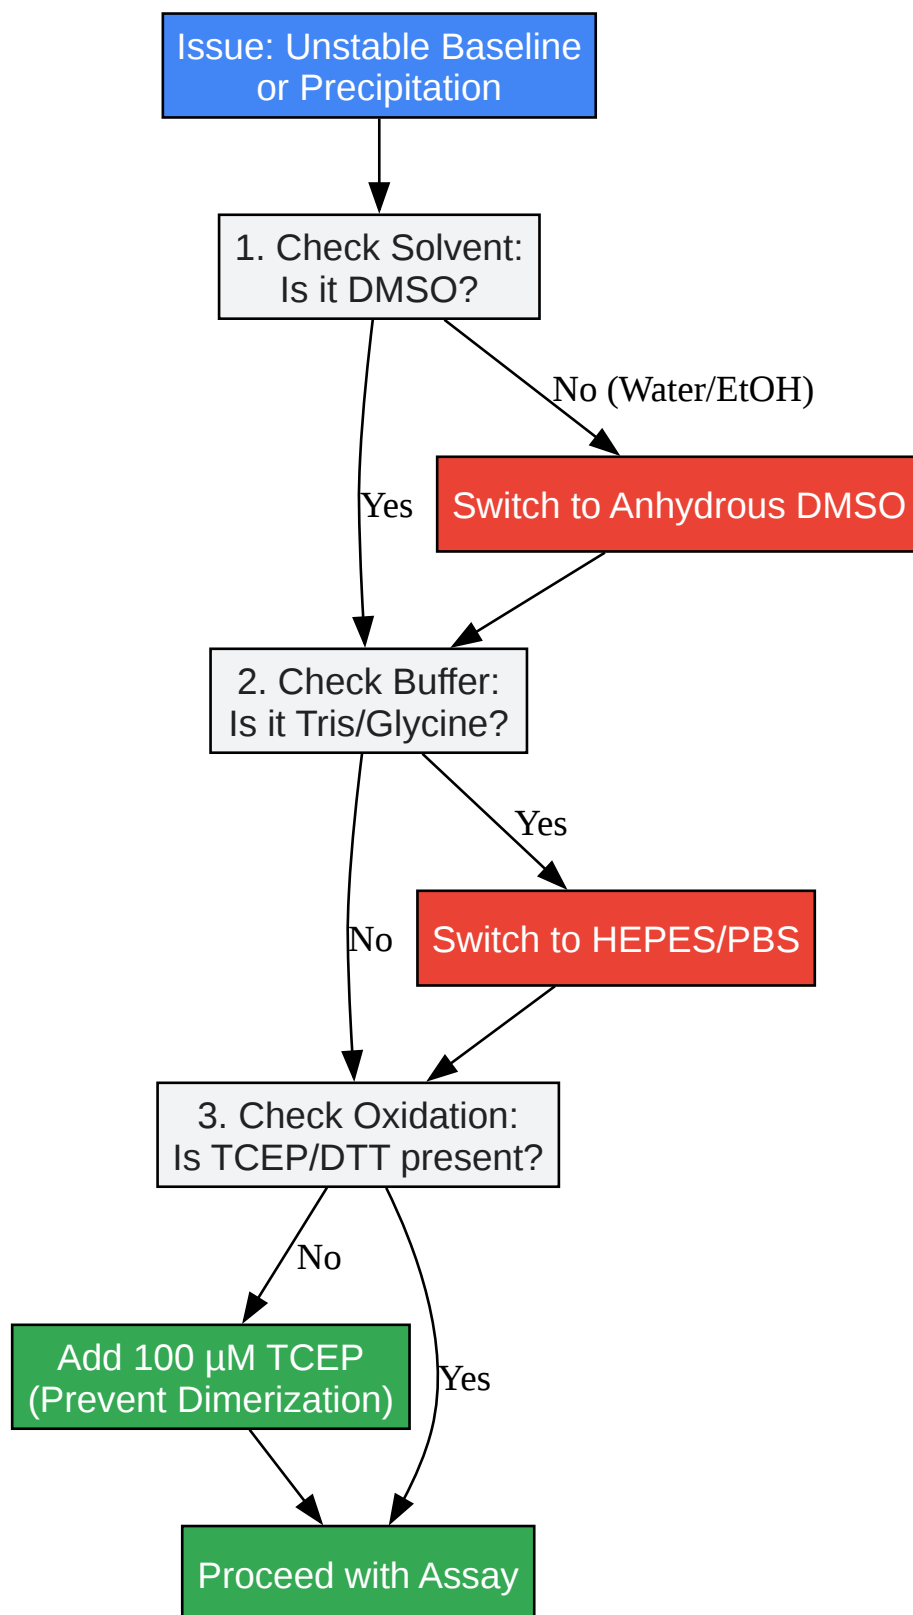 Issue: Unstable Baseline
or Precipitation
1. Check Solvent:
Is it DMSO?
No (Water/EtOH)
Yes
Switch to Anhydrous DMSO
2. Check Buffer:
Is it Tris/Glycine?
Yes
No
Switch to HEPES/PBS
3. Check Oxidation:
Is TCEP/DTT present?
No
Add 100 µM TCEP
(Prevent Dimerization)
Yes
Proceed with Assay